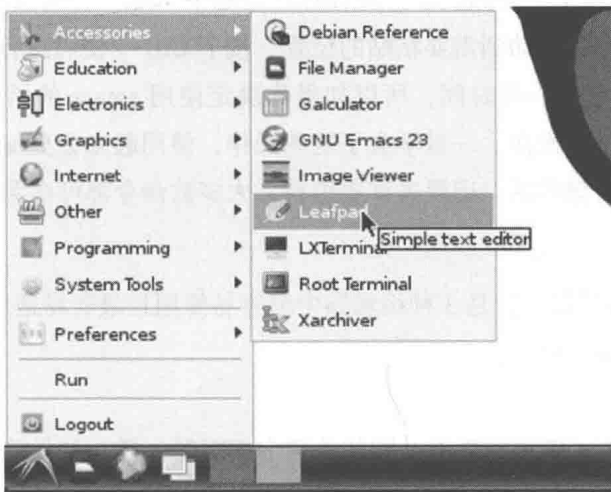 Accessories
Education
Electronics
Graphics
Internet
Other
Programming
System Tools
Preferences
Run
Logout
Debian Reference
File Manager
Galculator
GNU Emacs 23
Image Viewer
Leafpad
Simple text editor
LXTerminal
Root Terminal
Xarchiver